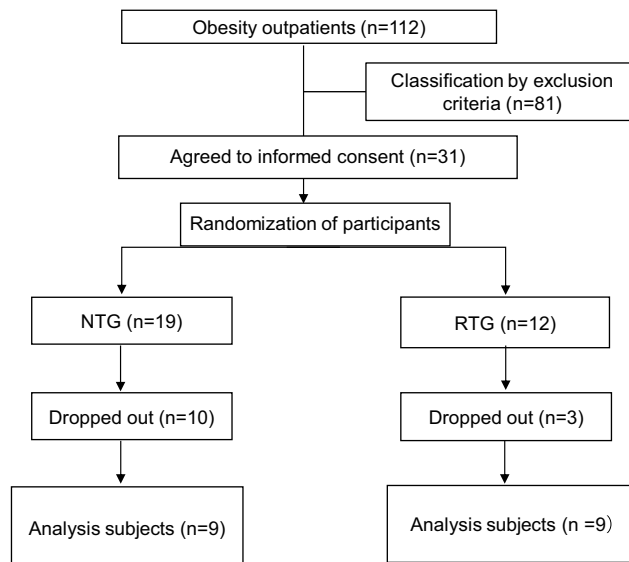 Obesity outpatients (n=112)
Classification by exclusion
criteria (n=81)
Agreed to informed consent (n=31)
Randomization of participants
NTG (n=19)
RTG (n=12)
Dropped out (n=10)
Dropped out (n=3)
Analysis subjects (n=9)
Analysis subjects (n =9)